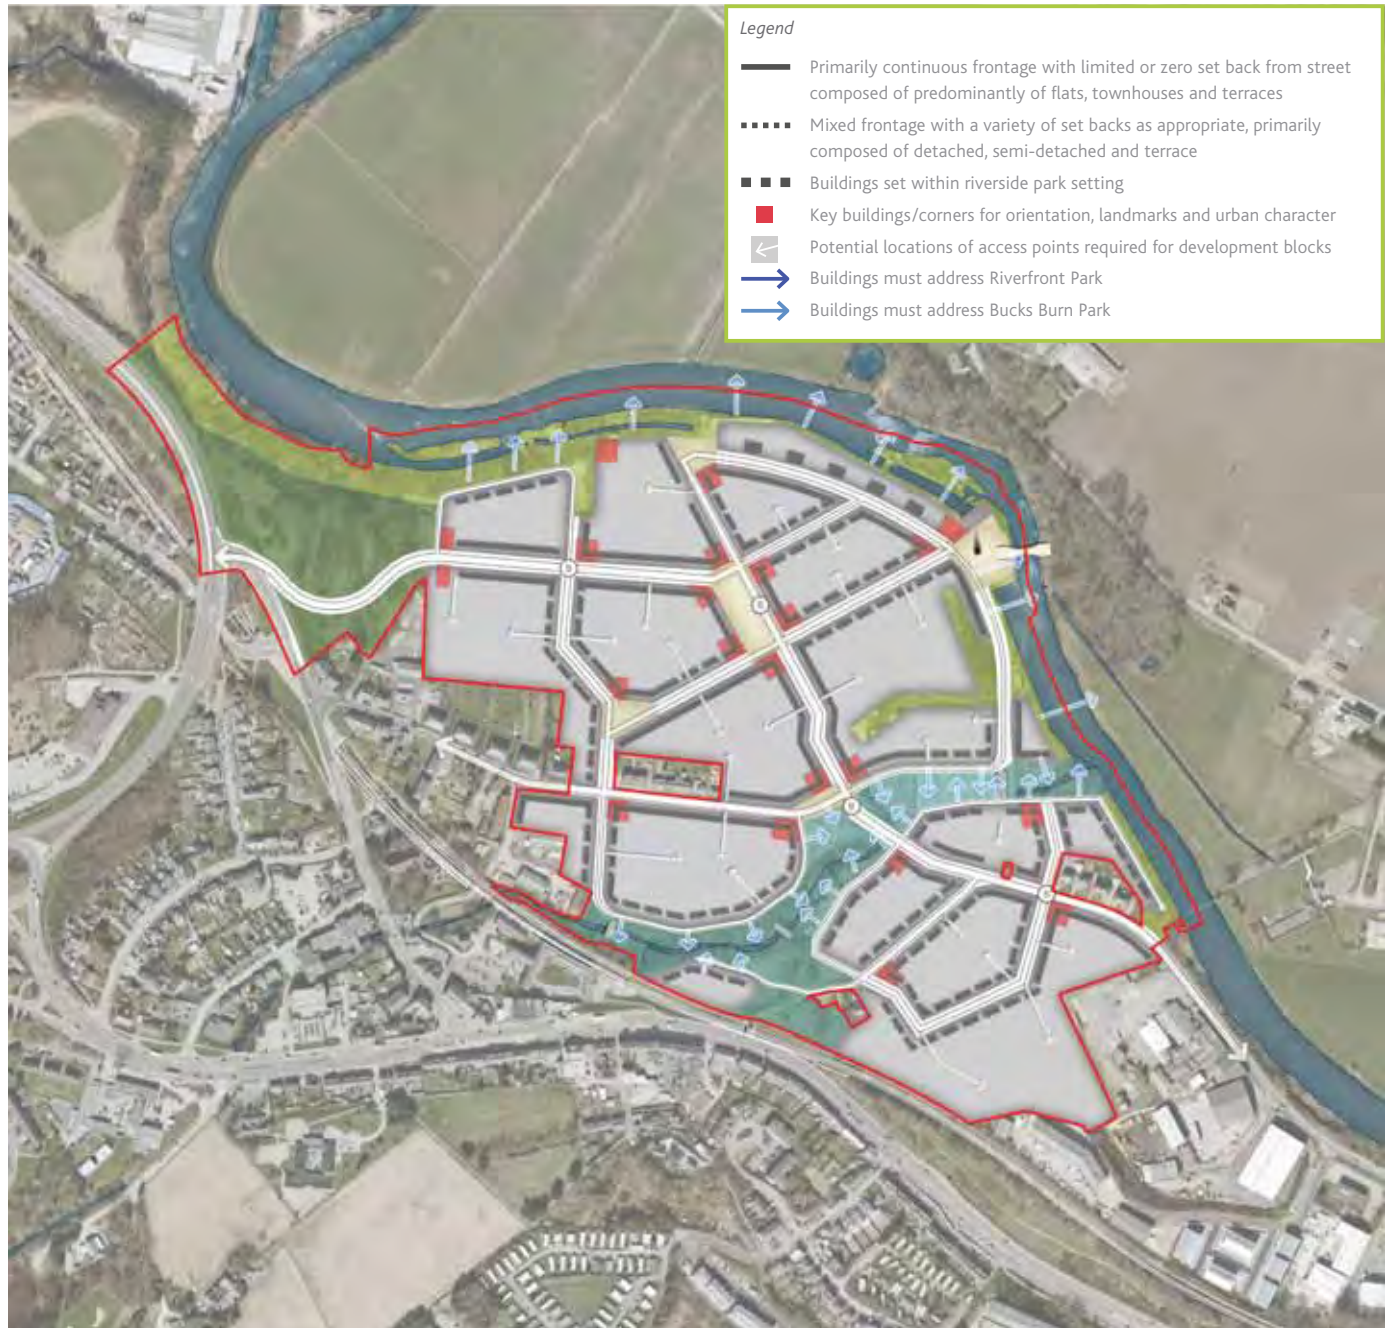 Legend
Primarily continuous frontage with limited or zero set back from street
composed of predominantly of flats, townhouses and terraces
Mixed frontage with a variety of set backs as appropriate, primarily
composed of detached, semi-detached and terrace
Buildings set within riverside park setting
Key buildings/corners for orientation, landmarks and urban character
Potential locations of access points required for development blocks
Buildings must address Riverfront Park
Buildings must address Bucks Burn Park